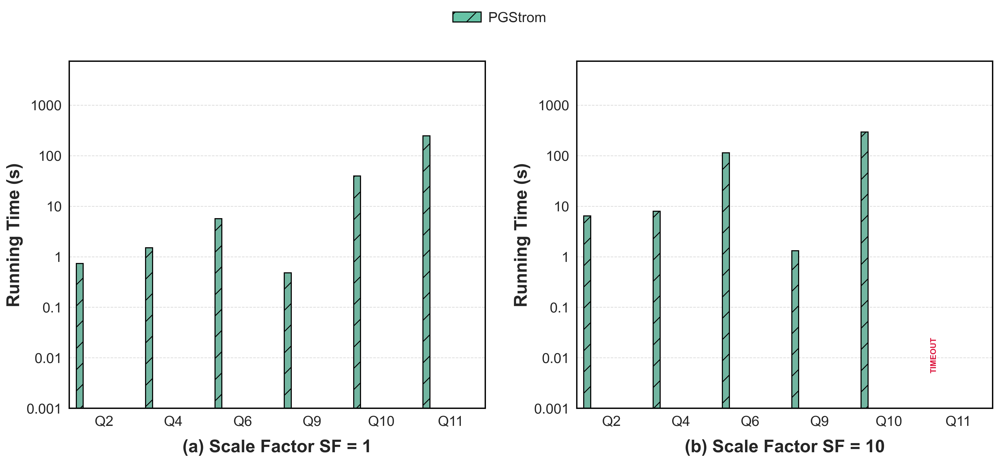 PGStrom
Running Time (s)
1000
100
10
1
0.1
0.01
0.001
Q2 Q4 Q6 Q9 Q10 Q11
(a) Scale Factor SF = 1
Running Time (s)
1000
100
10
1
0.1
0.01
0.001
TIMEOUT
Q2 Q4 Q6 Q9 Q10 Q11
(b) Scale Factor SF = 10